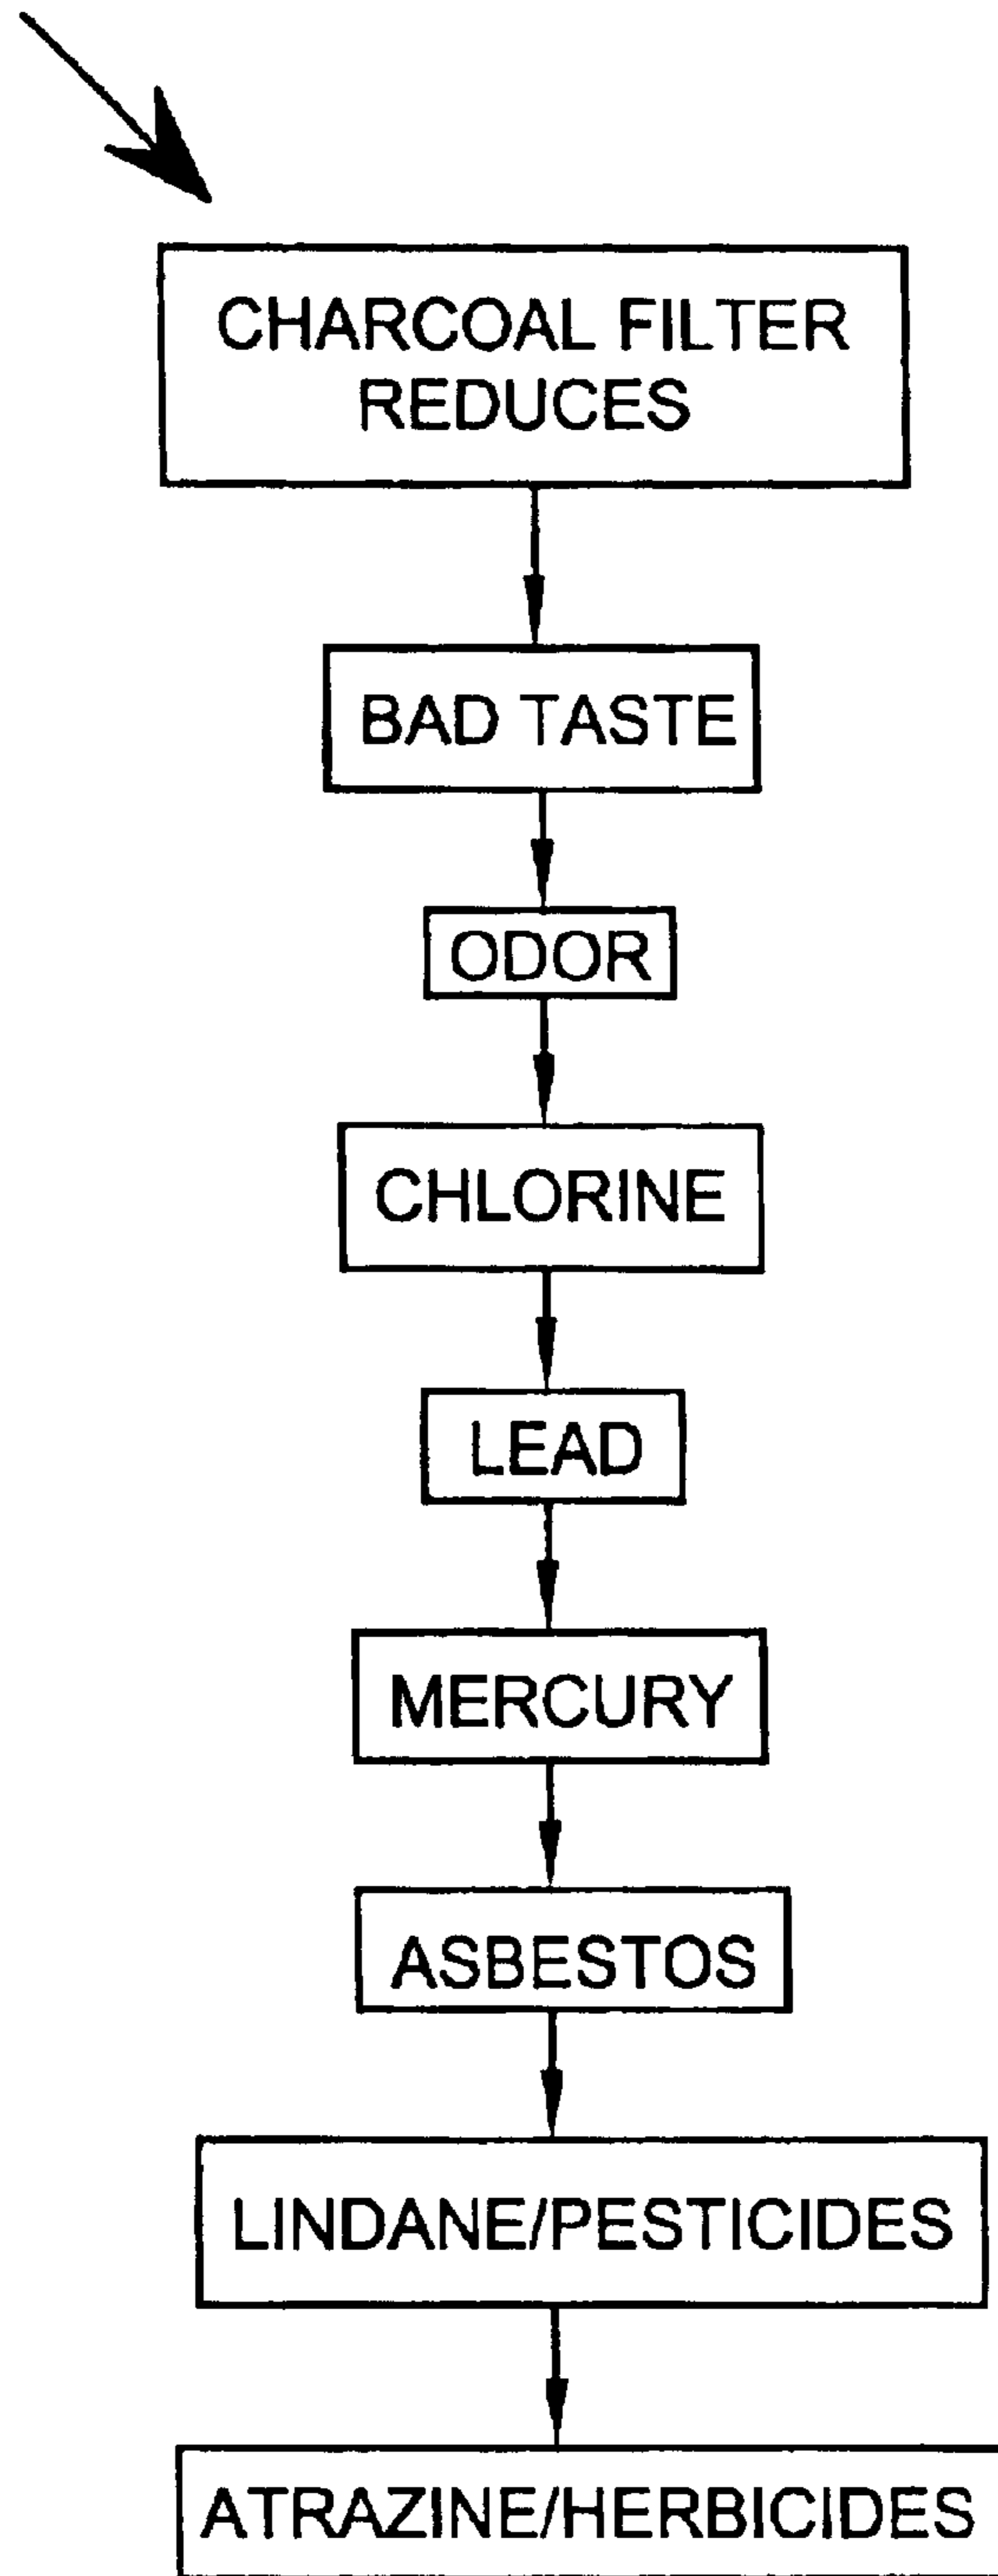 CHARCOAL FILTER
REDUCES
BAD TASTE
ODOR
CHLORINE
LEAD
MERCURY
ASBESTOS
LINDANE/PESTICIDES
ATRAZINE/HERBICIDES